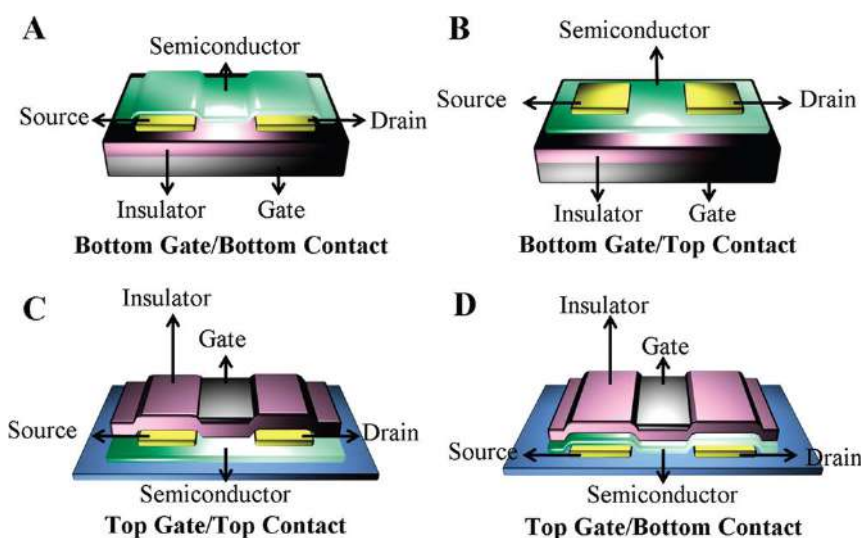 A
Semiconductor
Source
Drain
Insulator
Gate
Bottom Gate/Bottom Contact
B
Semiconductor
Source
Drain
Insulator
Gate
Bottom Gate/Top Contact
C
Insulator
Gate
Source
Drain
Semiconductor
Top Gate/Top Contact
D
Insulator
Gate
Source
Drain
Semiconductor
Top Gate/Bottom Contact